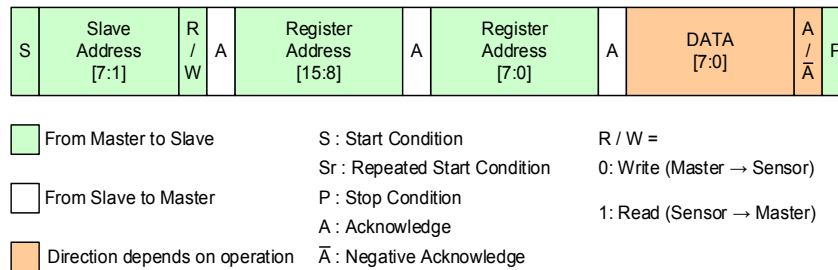 S
Slave
Address
[7:1]
R
/
W
A
Register
Address
[15:8]
A
Register
Address
[7:0]
A
DATA
[7:0]
A
/
A̅
P
From Master to Slave
From Slave to Master
Direction depends on operation
S : Start Condition
Sr : Repeated Start Condition
P : Stop Condition
A : Acknowledge
A̅ : Negative Acknowledge
R / W =
0: Write (Master → Sensor)
1: Read (Sensor → Master)